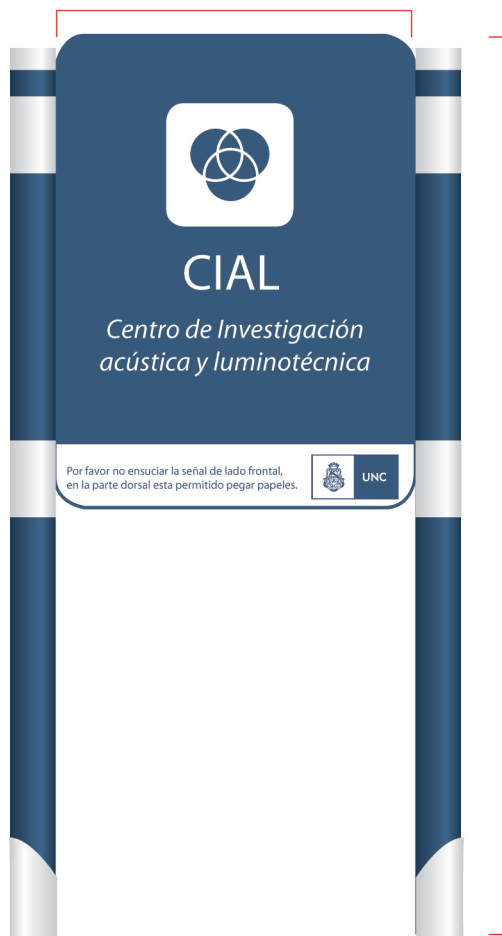 CIAL
Centro de Investigación
acústica y luminotécnica
Por favor no ensuciar la señal de lado frontal,
en la parte dorsal esta permitido pegar papeles.
UNC